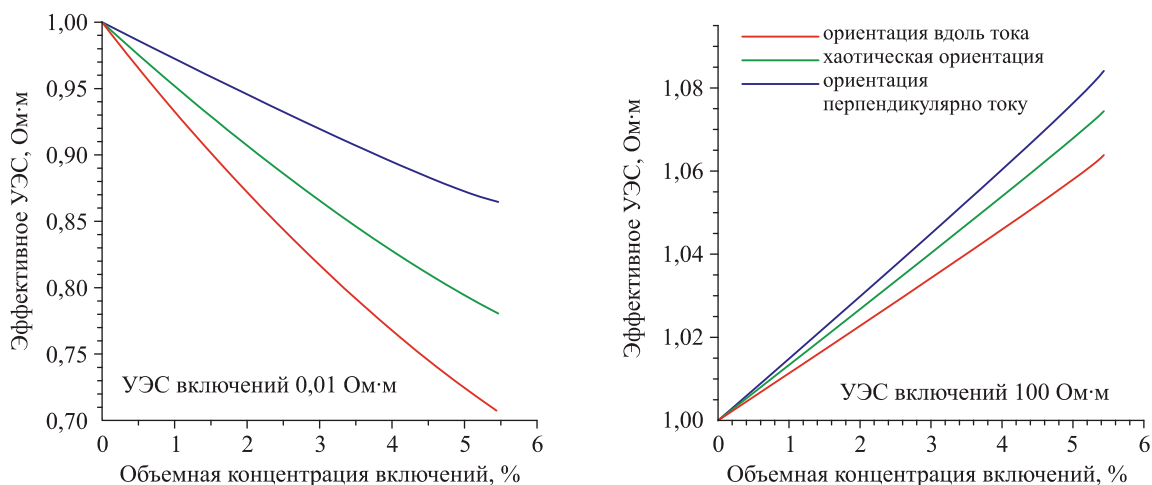 1,00
0,95
0,90
0,85
0,80
0,75
0,70
Эффективное УЭС, Ом·м
УЭС включений 0,01 Ом·м
0 1 2 3 4 5 6
Объемная концентрация включений, %
ориентация вдоль тока
хаотическая ориентация
ориентация
перпендикулярно току
1,08
1,06
1,04
1,02
1,00
Эффективное УЭС, Ом·м
УЭС включений 100 Ом·м
0 1 2 3 4 5 6
Объемная концентрация включений, %